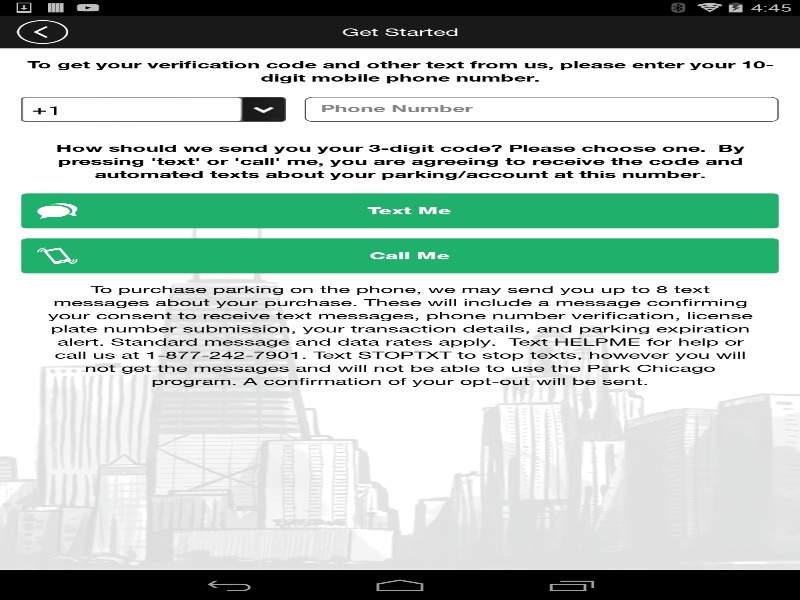 4:45
Get Started
To get your verification code and other text from us, please enter your 10-
digit mobile phone number.
+1
Phone Number
How should we send you your 3-digit code? Please choose one.  By
pressing 'text' or 'call' me, you are agreeing to receive the code and
automated texts about your parking/account at this number.
Text Me
Call Me
To purchase parking on the phone, we may send you up to 8 text
messages about your purchase. These will include a message confirming
your consent to receive text messages, phone number verification, license
plate number submission, your transaction details, and parking expiration
alert. Standard message and data rates apply.  Text HELPME for help or
call us at 1-877-242-7901. Text STOPTXT to stop texts, however you will
not get the messages and will not be able to use the Park Chicago
program. A confirmation of your opt-out will be sent.